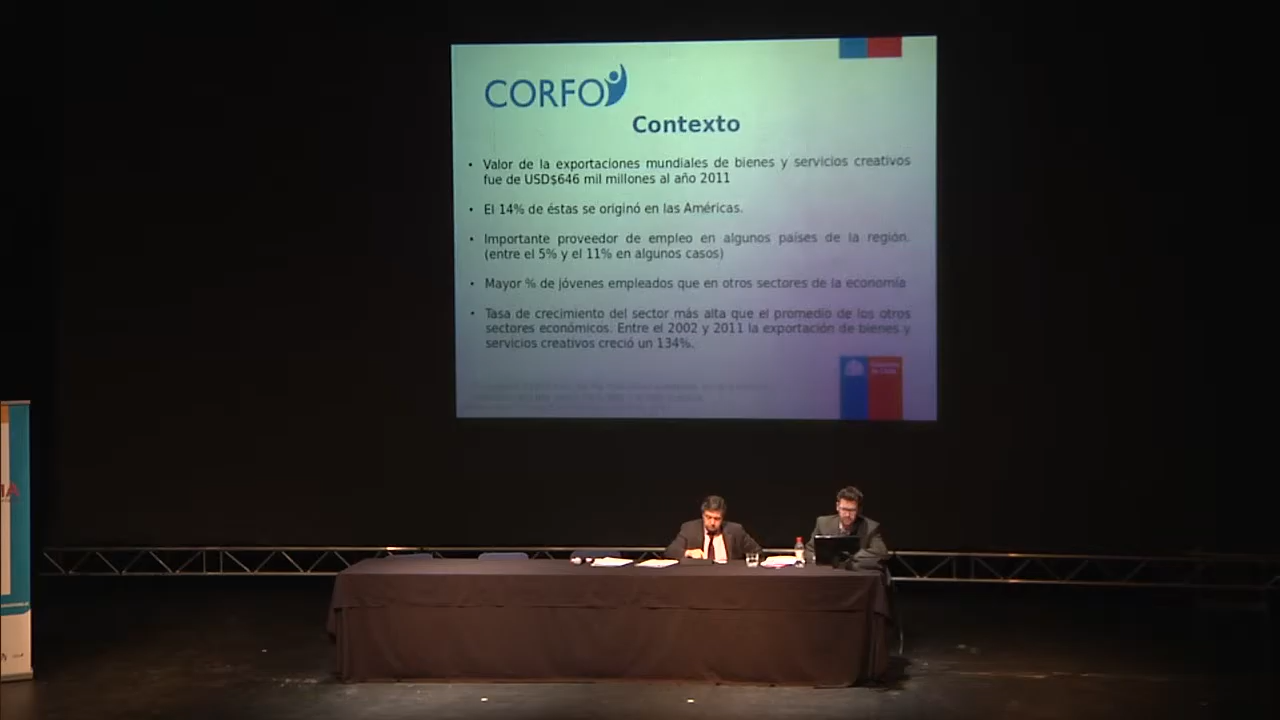 CORFO
Contexto
• Valor de la exportaciones mundiales de bienes y servicios creativos
fue de USD$646 mil millones al año 2011
• El 14% de éstas se originó en las Américas.
• Importante proveedor de empleo en algunos países de la región.
(entre el 5% y el 11% en algunos casos)
• Mayor % de jóvenes empleados que en otros sectores de la economía
• Tasa de crecimiento del sector más alta que el promedio de los otros
sectores económicos. Entre el 2002 y 2011 la exportación de bienes y
servicios creativos creció un 134%.